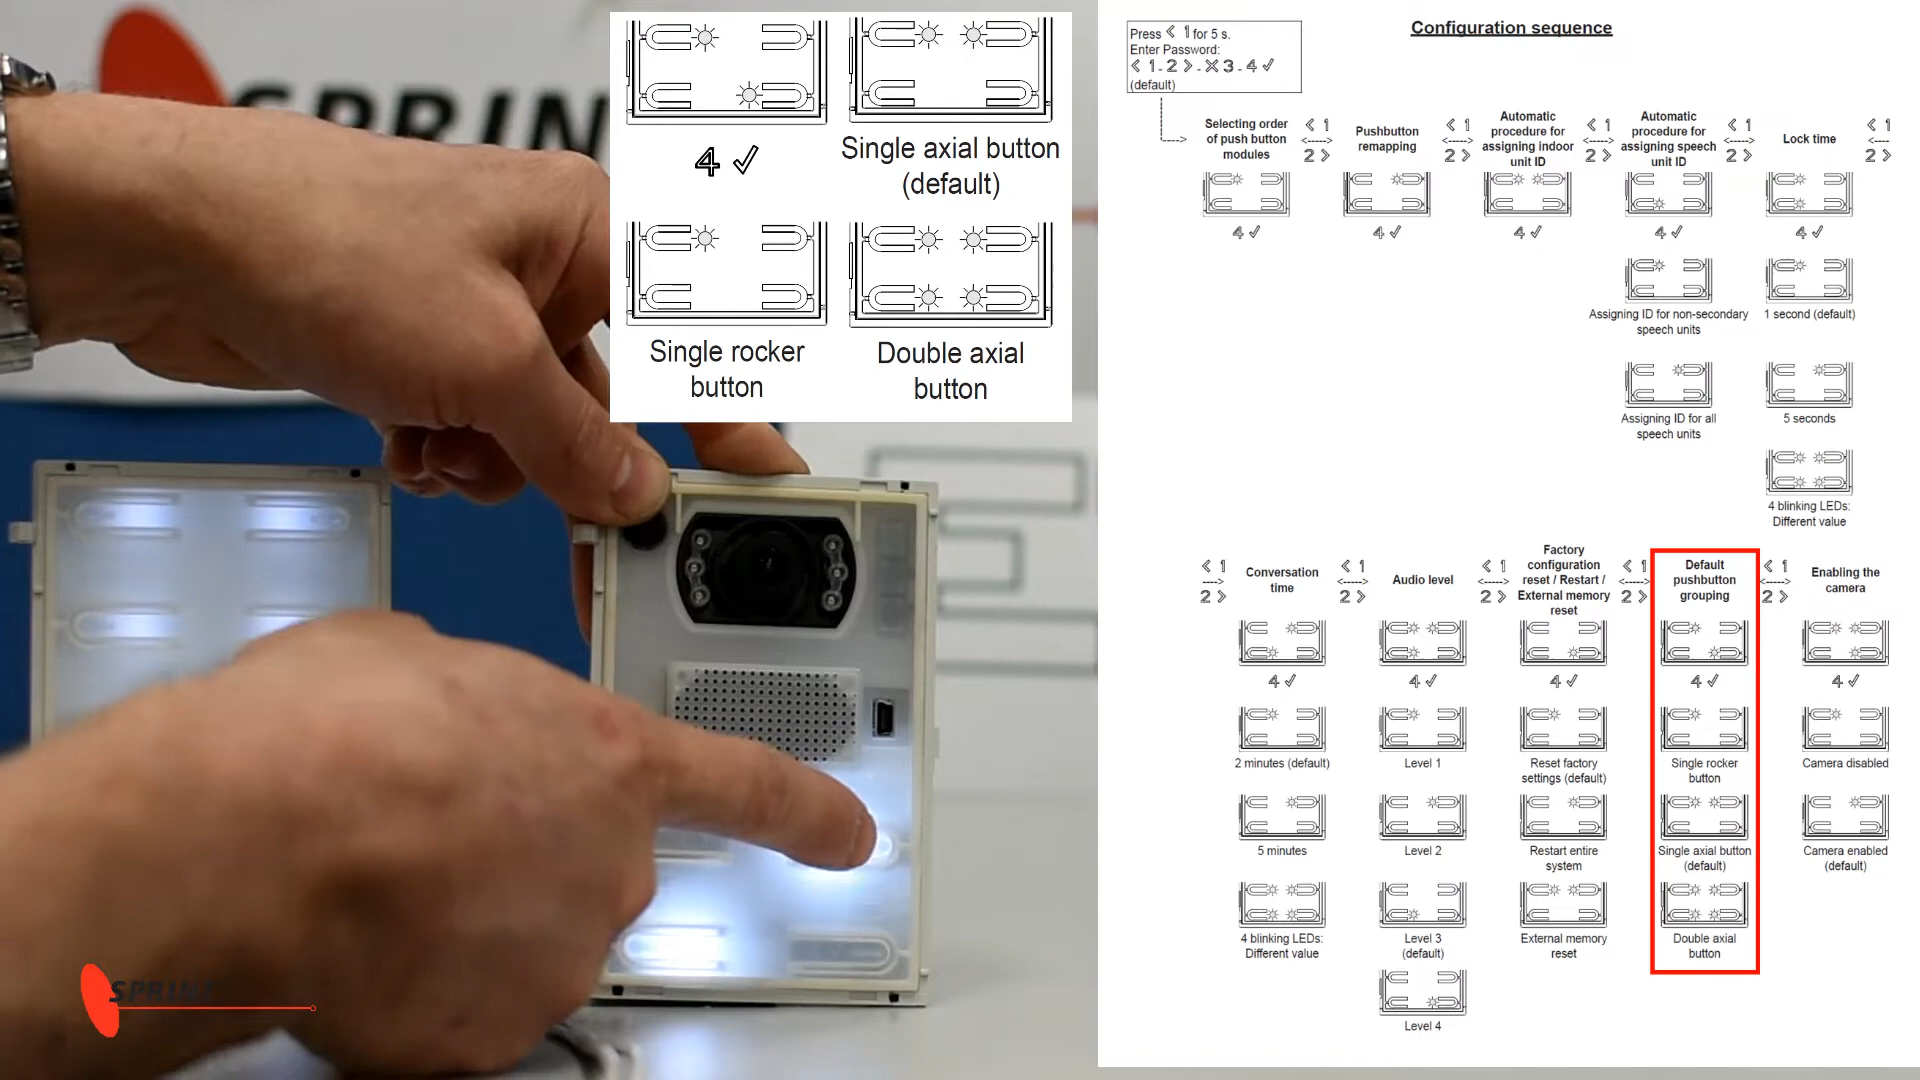 SPRIN
4 ✓
Single axial button
(default)
Single rocker
button
Double axial
button
SPRINT
Configuration sequence
Press < 1 for 5 s.
Enter Password:
< 1 - 2 > - X 3 - 4 ✓
(default)
Selecting order
of push button
modules
< 1
<----->
2 >
Pushbutton
remapping
< 1
<----->
2 >
Automatic
procedure for
assigning indoor
unit ID
< 1
<----->
2 >
Automatic
procedure for
assigning speech
unit ID
< 1
<----->
2 >
Lock time
< 1
<----
2 >
4 ✓
4 ✓
4 ✓
4 ✓
4 ✓
Assigning ID for non-secondary
speech units
1 second (default)
Assigning ID for all
speech units
5 seconds
4 blinking LEDs:
Different value
< 1
---->
2 >
Conversation
time
< 1
<----->
2 >
Audio level
< 1
<----->
2 >
Factory
configuration
reset / Restart /
External memory
reset
< 1
<----->
2 >
Default
pushbutton
grouping
< 1
<----->
2 >
Enabling the
camera
4 ✓
4 ✓
4 ✓
4 ✓
4 ✓
2 minutes (default)
Level 1
Reset factory
settings (default)
Single rocker
button
Camera disabled
5 minutes
Level 2
Restart entire
system
Single axial button
(default)
Camera enabled
(default)
4 blinking LEDs:
Different value
Level 3
(default)
External memory
reset
Double axial
button
Level 4